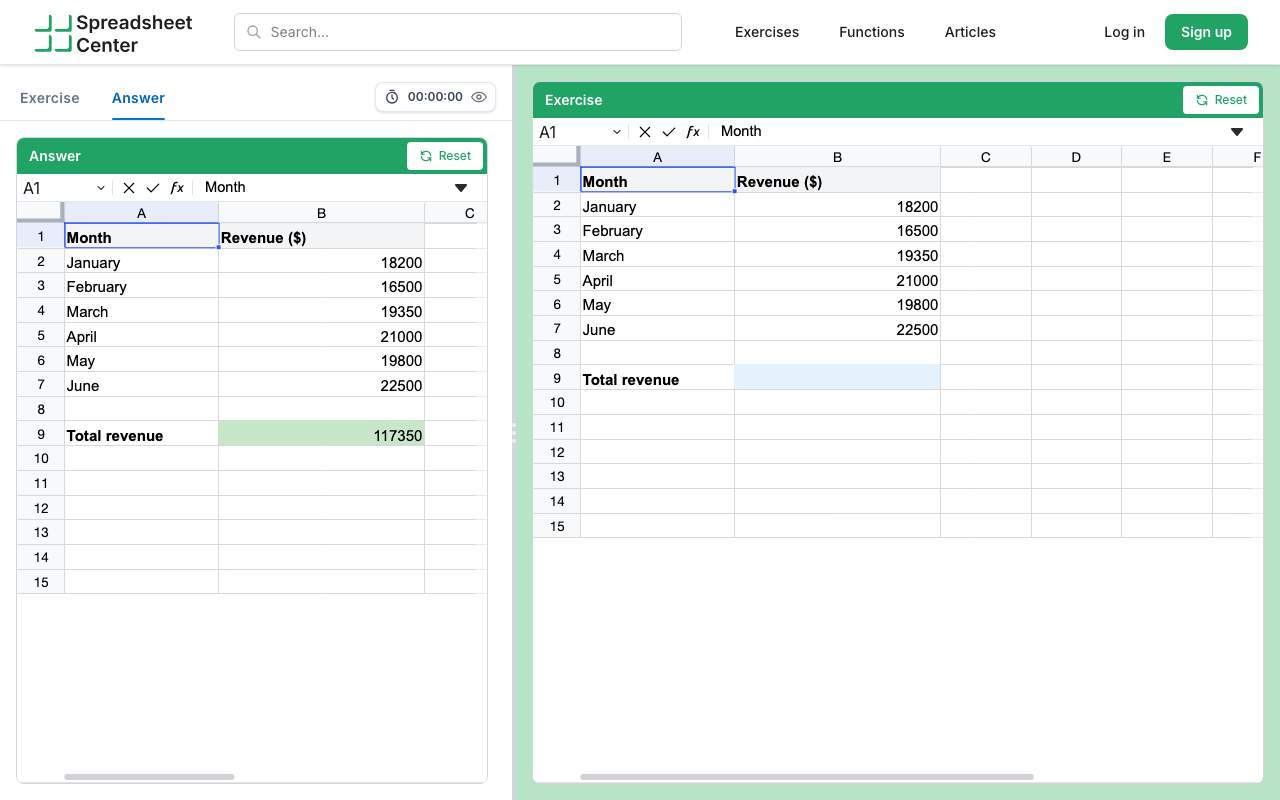 Spreadsheet
Center
Search...
Exercises
Functions
Articles
Log in
Sign up
Exercise
Answer
00:00:00
Answer
Reset
A1
fx
Month
A B C
1 Month Revenue ($)
2 January 18200
3 February 16500
4 March 19350
5 April 21000
6 May 19800
7 June 22500
8
9 Total revenue 117350
10
11
12
13
14
15
Exercise
Reset
A1
fx
Month
A B C D E F
1 Month Revenue ($)
2 January 18200
3 February 16500
4 March 19350
5 April 21000
6 May 19800
7 June 22500
8
9 Total revenue
10
11
12
13
14
15